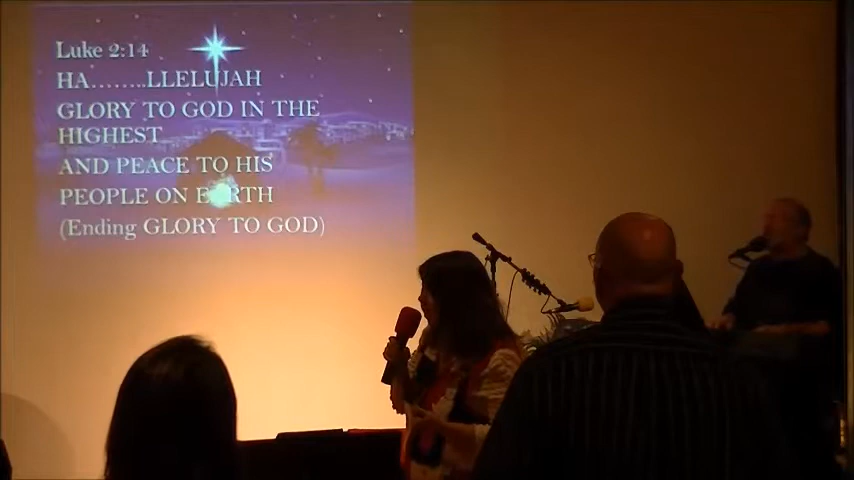 Luke 2:14
HA........LLELUJAH
GLORY TO GOD IN THE
HIGHEST
AND PEACE TO HIS
PEOPLE ON EARTH
(Ending GLORY TO GOD)